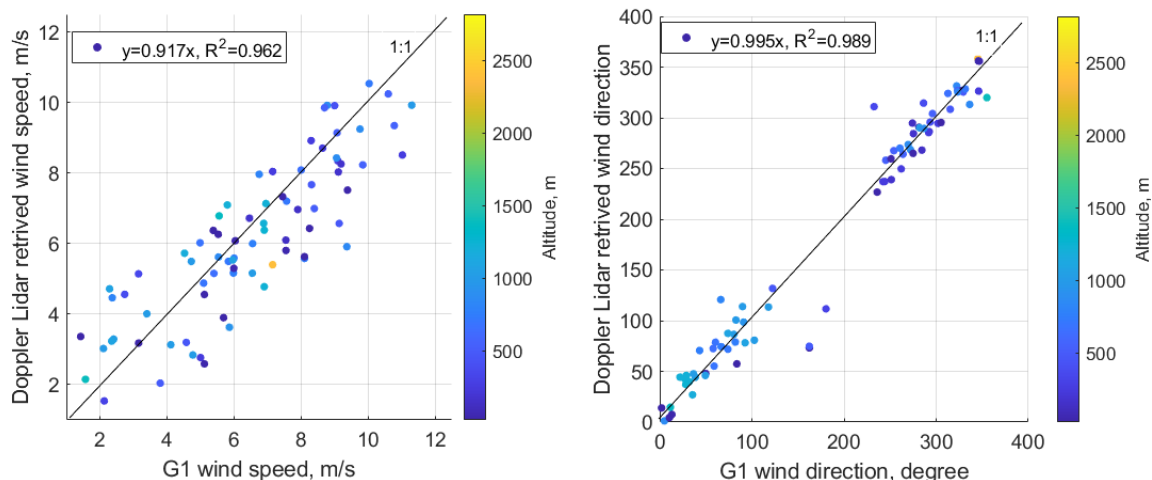 y=0.917x, R²=0.962
1:1
12
10
8
6
4
2
2 4 6 8 10 12
G1 wind speed, m/s
Doppler Lidar retrived wind speed, m/s
2500
2000
1500
1000
500
Altitude, m
y=0.995x, R²=0.989
1:1
400
350
300
250
200
150
100
50
0
0 100 200 300 400
G1 wind direction, degree
Doppler Lidar retrived wind direction
2500
2000
1500
1000
500
Altitude, m